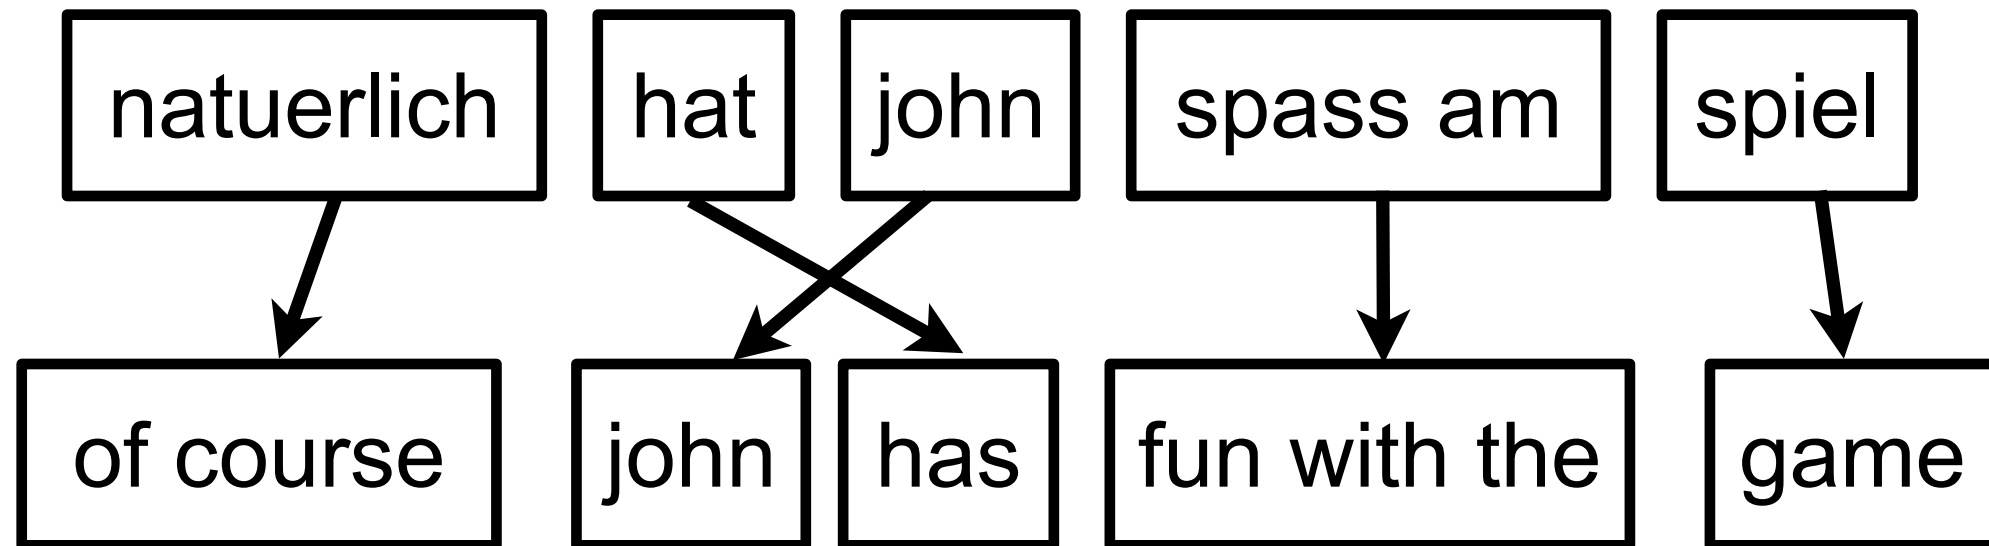 natuerlich hat john spass am spiel
of course john has fun with the game